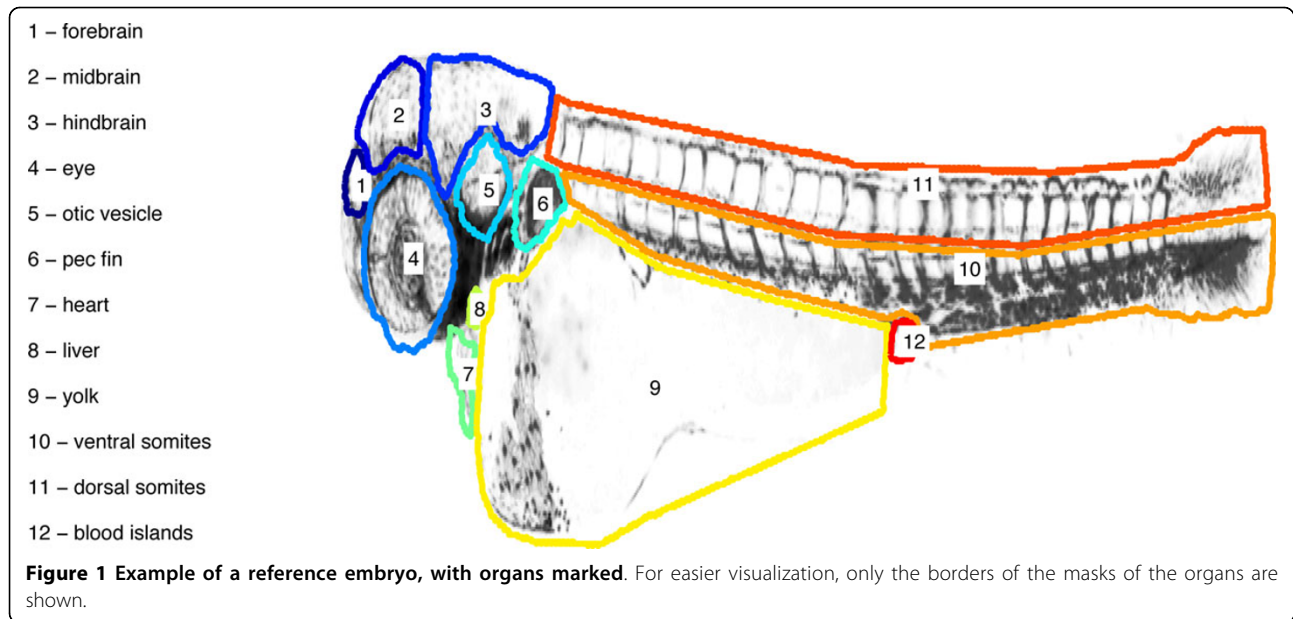 1 – forebrain
2 – midbrain
3 – hindbrain
4 – eye
5 – otic vesicle
6 – pec fin
7 – heart
8 – liver
9 – yolk
10 – ventral somites
11 – dorsal somites
12 – blood islands
2
3
1
5
6
11
4
10
8
12
7
9
Figure 1 Example of a reference embryo, with organs marked. For easier visualization, only the borders of the masks of the organs are
shown.